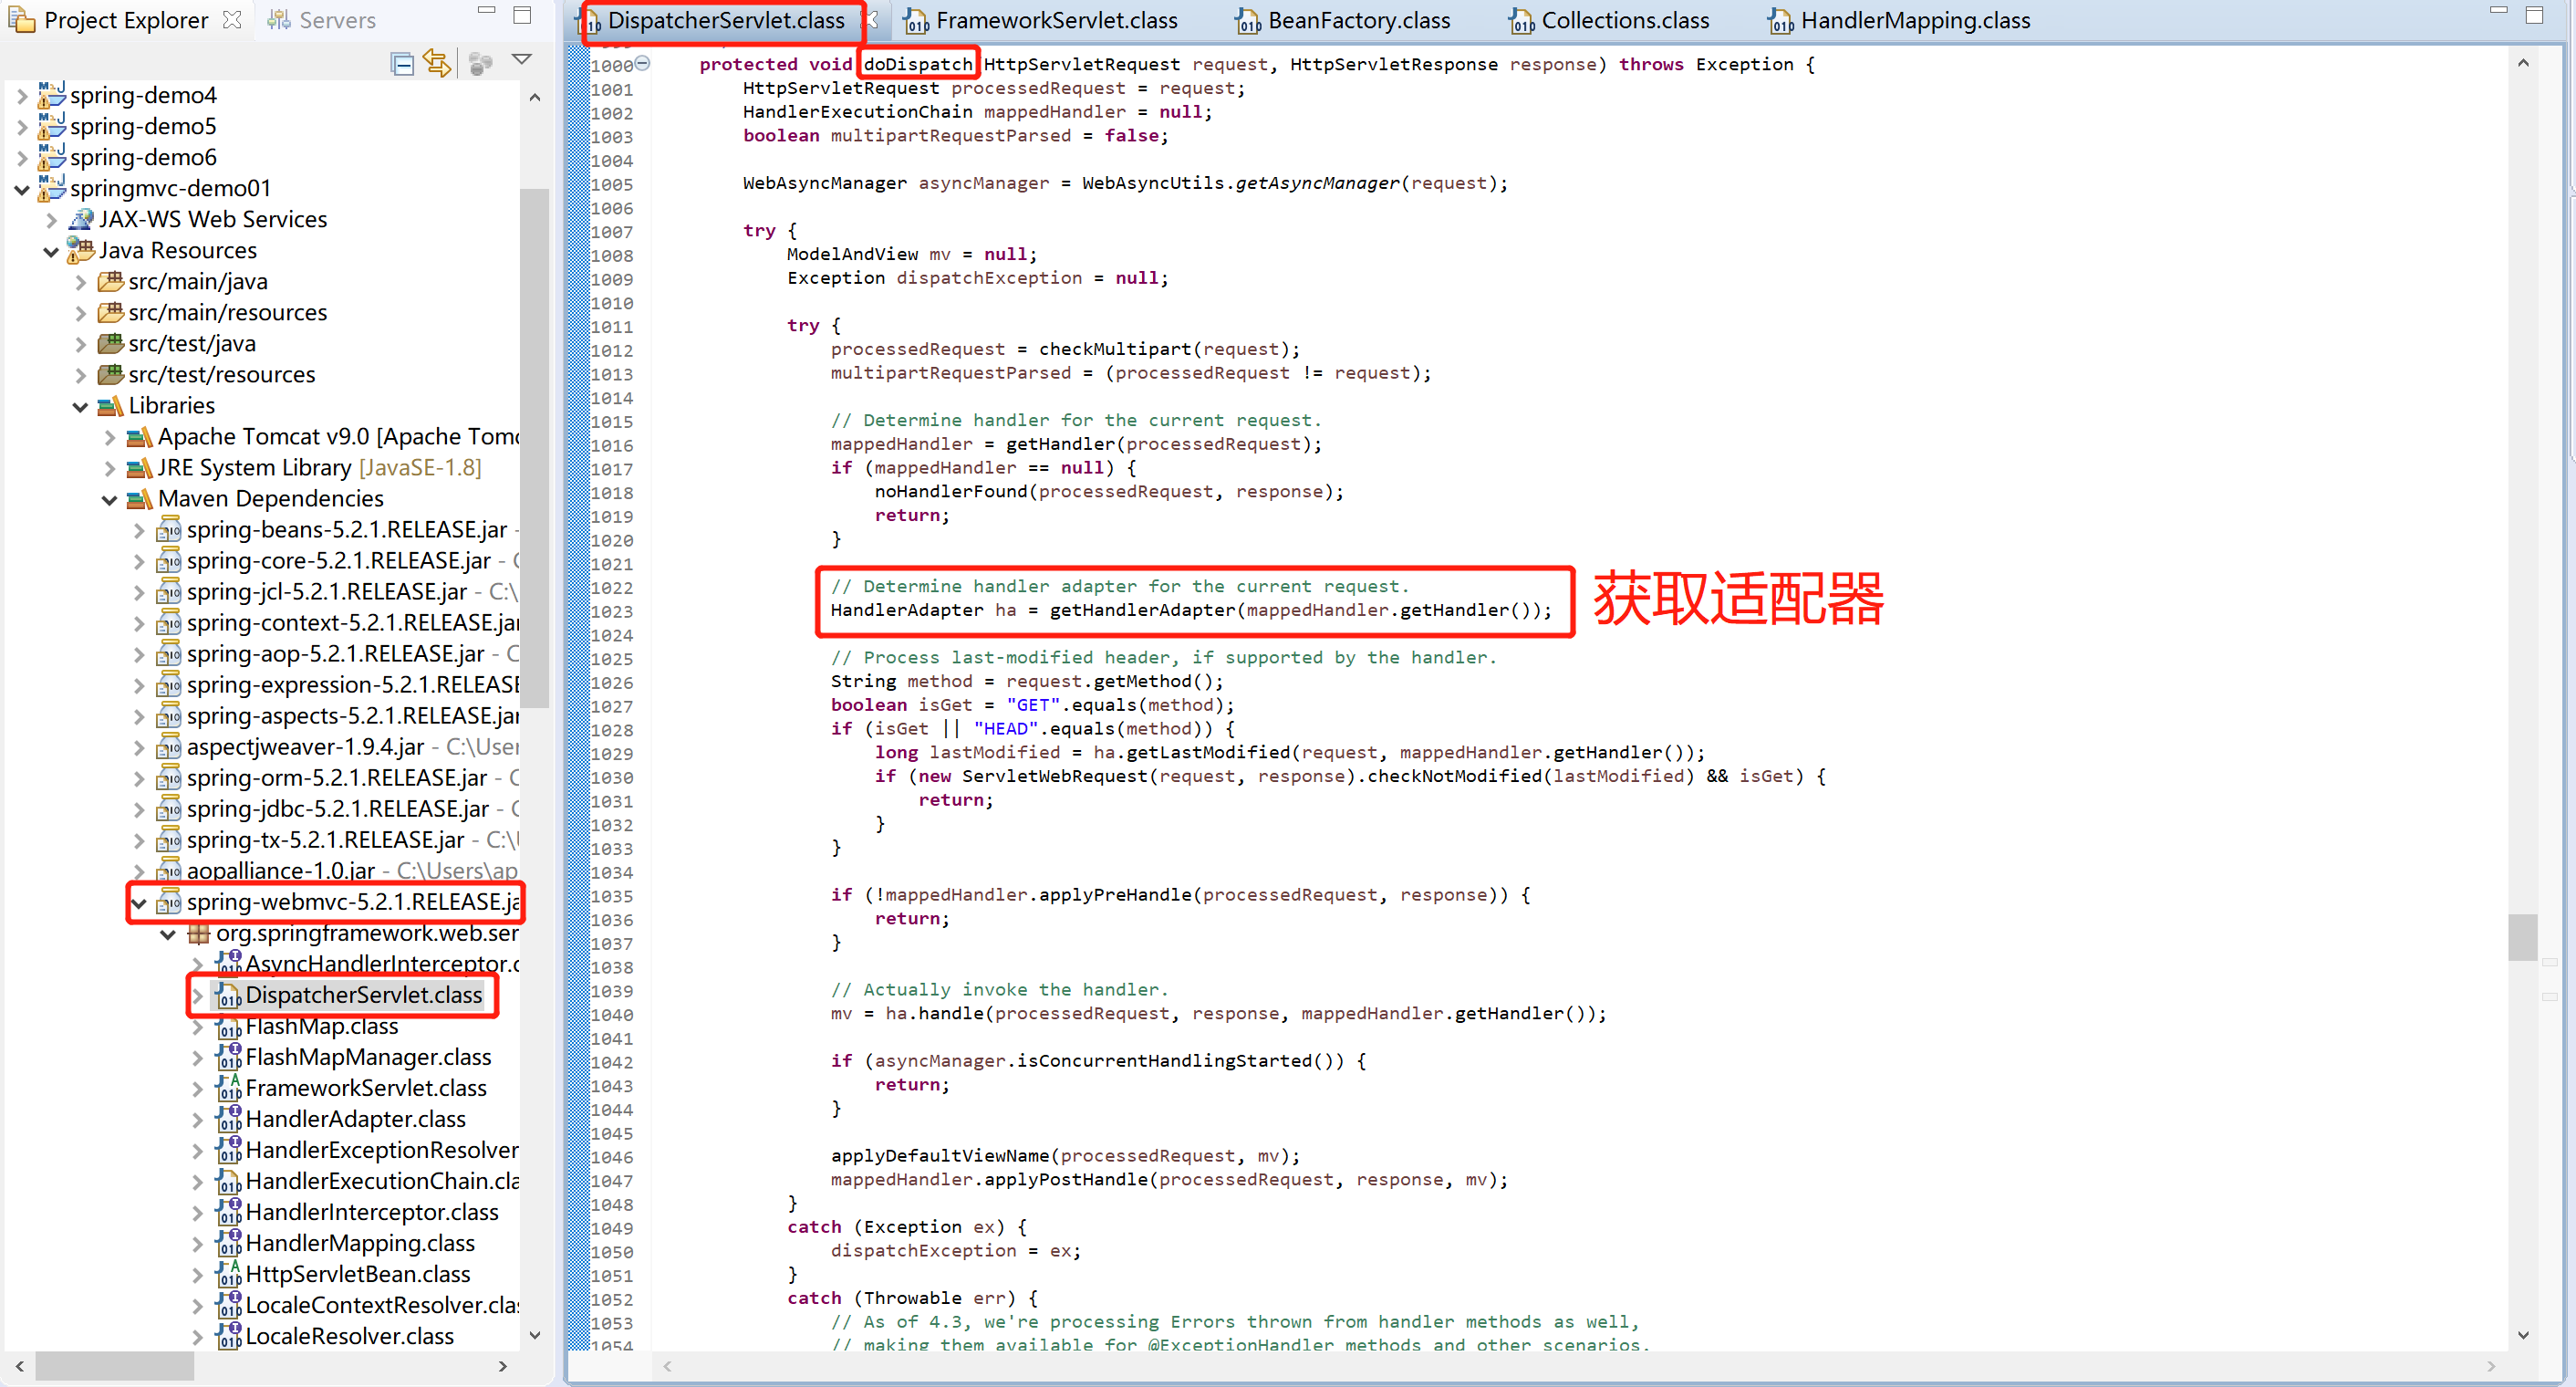 Project Explorer
Servers
spring-demo4
spring-demo5
spring-demo6
springmvc-demo01
JAX-WS Web Services
Java Resources
src/main/java
src/main/resources
src/test/java
src/test/resources
Libraries
Apache Tomcat v9.0 [Apache Tomc
JRE System Library [JavaSE-1.8]
Maven Dependencies
spring-beans-5.2.1.RELEASE.jar -
spring-core-5.2.1.RELEASE.jar - C
spring-jcl-5.2.1.RELEASE.jar - C:\
spring-context-5.2.1.RELEASE.jar
spring-aop-5.2.1.RELEASE.jar - C
spring-expression-5.2.1.RELEASE
spring-aspects-5.2.1.RELEASE.jar
aspectjweaver-1.9.4.jar - C:\User
spring-orm-5.2.1.RELEASE.jar - C
spring-jdbc-5.2.1.RELEASE.jar - C
spring-tx-5.2.1.RELEASE.jar - C:\
aopalliance-1.0.jar - C:\Users\ap
spring-webmvc-5.2.1.RELEASE.ja
org.springframework.web.ser
AsyncHandlerInterceptor.c
DispatcherServlet.class
FlashMap.class
FlashMapManager.class
FrameworkServlet.class
HandlerAdapter.class
HandlerExceptionResolver
HandlerExecutionChain.cla
HandlerInterceptor.class
HandlerMapping.class
HttpServletBean.class
LocaleContextResolver.cla
LocaleResolver.class
DispatcherServlet.class
FrameworkServlet.class
BeanFactory.class
Collections.class
HandlerMapping.class
1000 protected void doDispatch(HttpServletRequest request, HttpServletResponse response) throws Exception {
1001 HttpServletRequest processedRequest = request;
1002 HandlerExecutionChain mappedHandler = null;
1003 boolean multipartRequestParsed = false;
1004
1005 WebAsyncManager asyncManager = WebAsyncUtils.getAsyncManager(request);
1006
1007 try {
1008 ModelAndView mv = null;
1009 Exception dispatchException = null;
1010
1011 try {
1012 processedRequest = checkMultipart(request);
1013 multipartRequestParsed = (processedRequest != request);
1014
1015 // Determine handler for the current request.
1016 mappedHandler = getHandler(processedRequest);
1017 if (mappedHandler == null) {
1018 noHandlerFound(processedRequest, response);
1019 return;
1020 }
1021
1022 // Determine handler adapter for the current request.
1023 HandlerAdapter ha = getHandlerAdapter(mappedHandler.getHandler());
获取适配器
1024
1025 // Process last-modified header, if supported by the handler.
1026 String method = request.getMethod();
1027 boolean isGet = "GET".equals(method);
1028 if (isGet || "HEAD".equals(method)) {
1029 long lastModified = ha.getLastModified(request, mappedHandler.getHandler());
1030 if (new ServletWebRequest(request, response).checkNotModified(lastModified) && isGet) {
1031 return;
1032 }
1033 }
1034
1035 if (!mappedHandler.applyPreHandle(processedRequest, response)) {
1036 return;
1037 }
1038
1039 // Actually invoke the handler.
1040 mv = ha.handle(processedRequest, response, mappedHandler.getHandler());
1041
1042 if (asyncManager.isConcurrentHandlingStarted()) {
1043 return;
1044 }
1045
1046 applyDefaultViewName(processedRequest, mv);
1047 mappedHandler.applyPostHandle(processedRequest, response, mv);
1048 }
1049 catch (Exception ex) {
1050 dispatchException = ex;
1051 }
1052 catch (Throwable err) {
1053 // As of 4.3, we're processing Errors thrown from handler methods as well,
1054 // making them available for @ExceptionHandler methods and other scenarios.